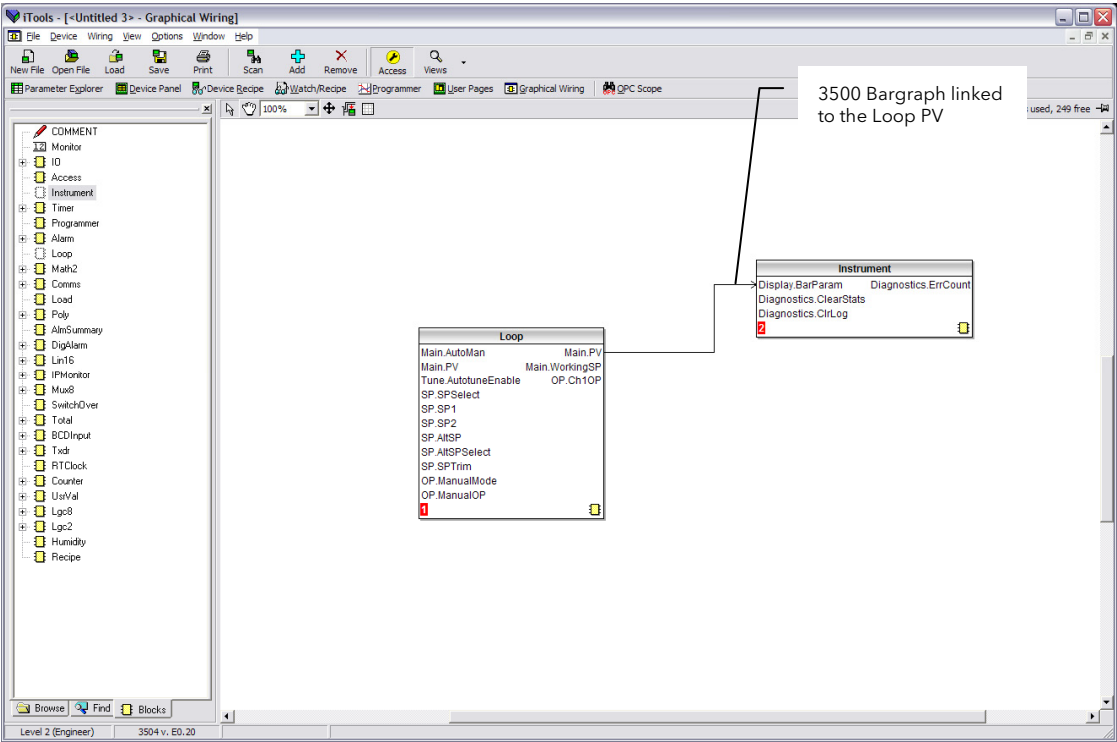 iTools - [<Untitled 3> - Graphical Wiring]
File Device Wiring View Options Window Help
New File Open File Load Save Print Scan Add Remove Access Views
Parameter Explorer Device Panel Device Recipe Watch/Recipe Programmer User Pages Graphical Wiring OPC Scope
100%
s used, 249 free
3500 Bargraph linked
to the Loop PV
COMMENT
12 Monitor
IO
Access
Instrument
Timer
Programmer
Alarm
Loop
Math2
Comms
Load
Poly
AlmSummary
DigAlarm
Lin16
IPMonitor
Mux8
SwitchOver
Total
BCDInput
Txdr
RTClock
Counter
UsrVal
Lgc8
Lgc2
Humidity
Recipe
Instrument
Display.BarParam Diagnostics.ErrCount
Diagnostics.ClearStats
Diagnostics.ClrLog
2
Loop
Main.AutoMan Main.PV
Main.PV Main.WorkingSP
Tune.AutotuneEnable OP.Ch1OP
SP.SPSelect
SP.SP1
SP.SP2
SP.AltSP
SP.AltSPSelect
SP.SPTrim
OP.ManualMode
OP.ManualOP
1
Browse Find Blocks
Level 2 (Engineer) 3504 v. E0.20